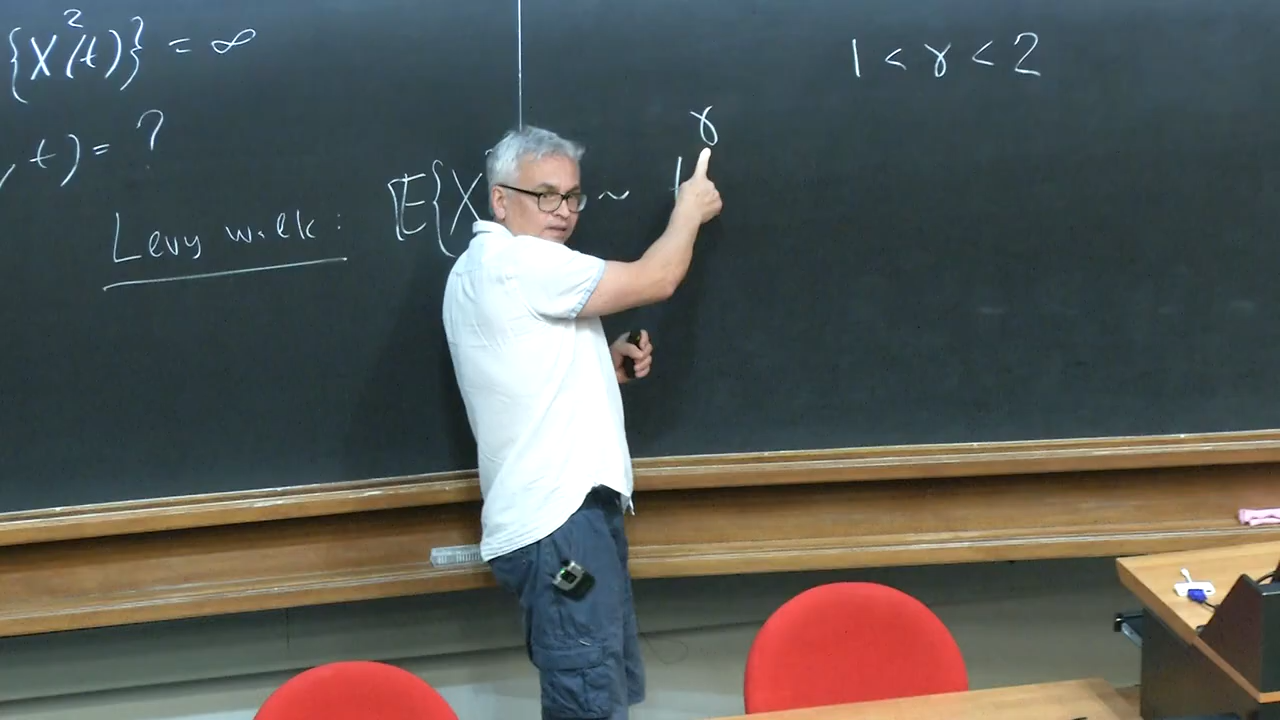 {X²(t)} = ∞
, t) = ?
Levy walk:
E{X ~ t^γ
1 < γ < 2